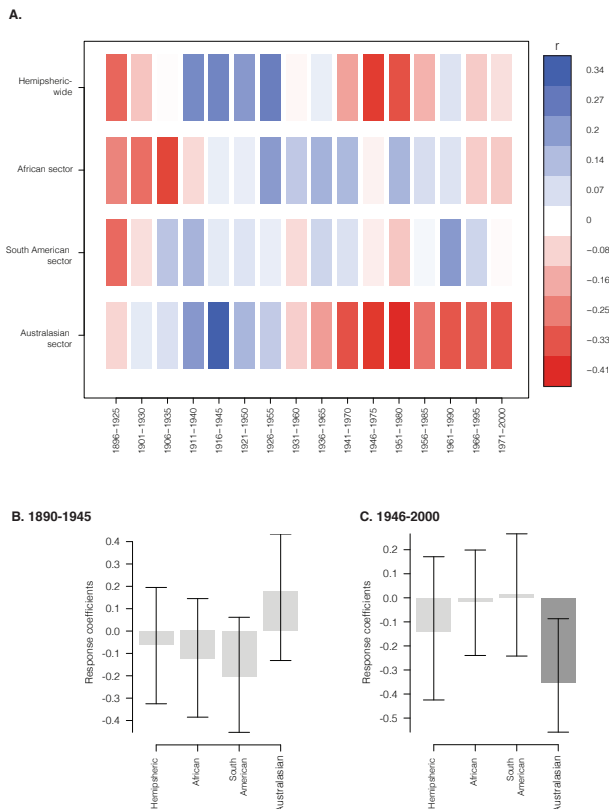 A.
r
Hemipsheric-
wide
African sector
South American
sector
Australasian
sector
0.34
0.27
0.2
0.14
0.07
0
−0.08
−0.16
−0.25
−0.33
−0.41
1896−1925
1901−1930
1906−1935
1911−1940
1916−1945
1921−1950
1926−1955
1931−1960
1936−1965
1941−1970
1946−1975
1951−1980
1956−1985
1961−1990
1966−1995
1971−2000
B. 1890-1945
Response coefficients
0.4
0.3
0.2
0.1
0.0
-0.1
-0.2
-0.3
-0.4
Hemipsheric
African
South
American
Australasian
C. 1946-2000
Response coefficients
0.2
0.1
0.0
-0.1
-0.2
-0.3
-0.4
-0.5
Hemipsheric
African
South
American
Australasian